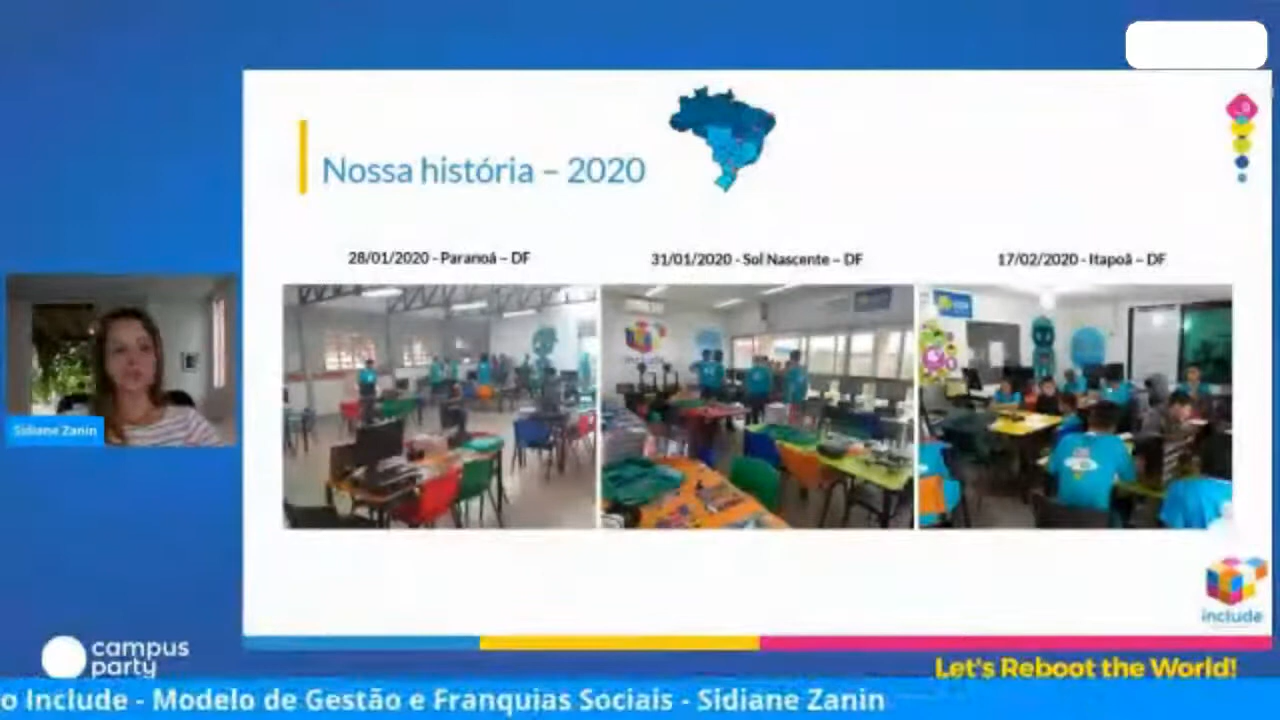 Nossa história – 2020
28/01/2020 - Paranoá – DF
31/01/2020 - Sol Nascente – DF
17/02/2020 - Itapoã – DF
include
Sidiane Zanin
include
campus
party
Let's Reboot the World!
o Include - Modelo de Gestão e Franquias Sociais - Sidiane Zanin